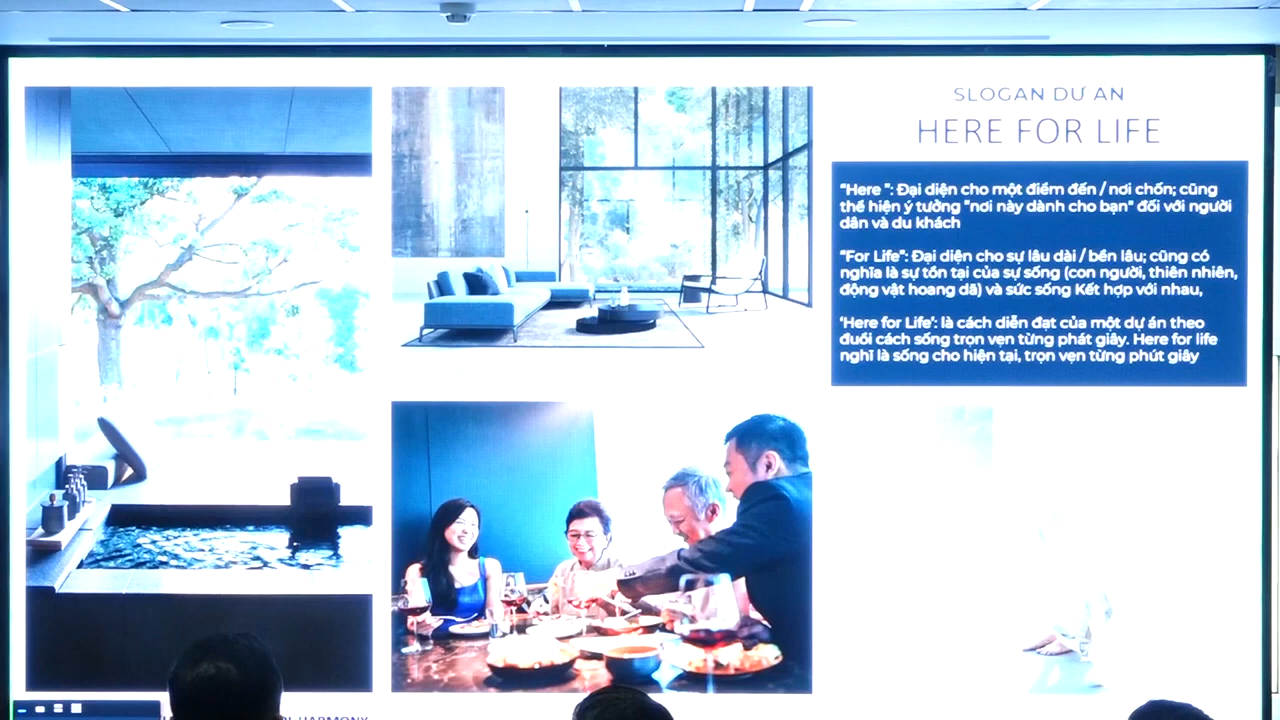 SLOGAN DỰ ÁN
HERE FOR LIFE
“Here ”: Đại diện cho một điểm đến / nơi chốn; cũng
thể hiện ý tưởng "nơi này dành cho bạn" đối với người
dân và du khách
“For Life”: Đại diện cho sự lâu dài / bền lâu; cũng có
nghĩa là sự tồn tại của sự sống (con người, thiên nhiên,
động vật hoang dã) và sức sống Kết hợp với nhau,
‘Here for Life’: là cách diễn đạt của một dự án theo
đuổi cách sống trọn vẹn từng phát giây. Here for life
nghĩ là sống cho hiện tại, trọn vẹn từng phút giây
HARMONY